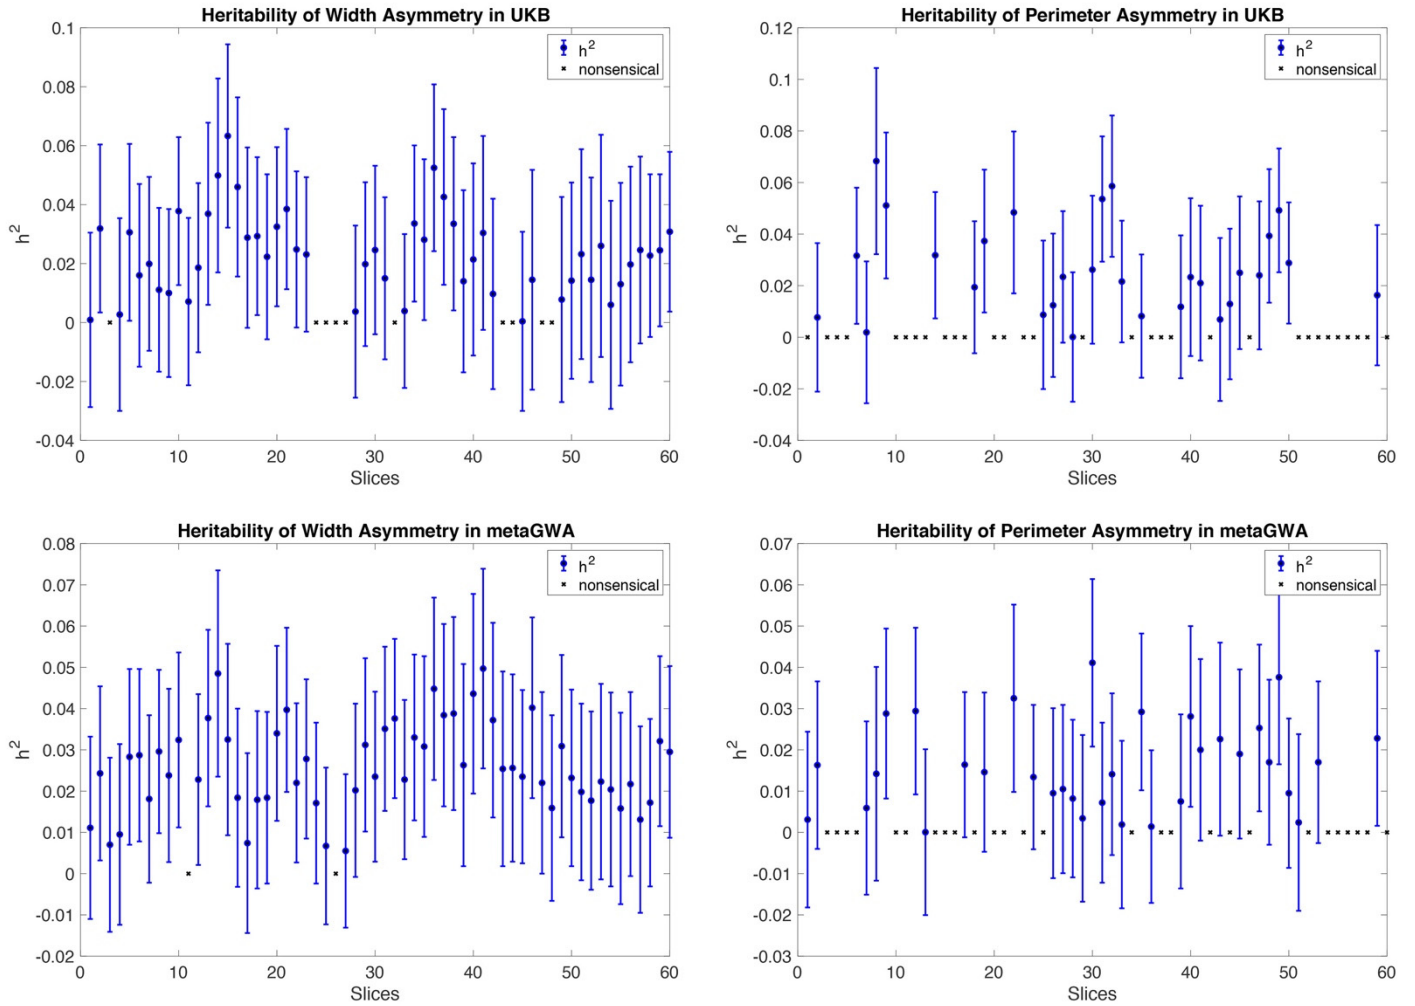 Heritability of Width Asymmetry in UKB
0.1
0.08
0.06
0.04
0.02
0
-0.02
-0.04
h²
h²
nonsensical
0 10 20 30 40 50 60
Slices
Heritability of Perimeter Asymmetry in UKB
0.12
0.1
0.08
0.06
0.04
0.02
0
-0.02
-0.04
h²
h²
nonsensical
0 10 20 30 40 50 60
Slices
Heritability of Width Asymmetry in metaGWA
0.08
0.07
0.06
0.05
0.04
0.03
0.02
0.01
0
-0.01
-0.02
h²
h²
nonsensical
0 10 20 30 40 50 60
Slices
Heritability of Perimeter Asymmetry in metaGWA
0.07
0.06
0.05
0.04
0.03
0.02
0.01
0
-0.01
-0.02
-0.03
h²
h²
nonsensical
0 10 20 30 40 50 60
Slices